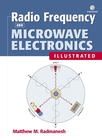 Radio Frequency
AND
MICROWAVE
ELECTRONICS
ILLUSTRATED
Matthew M. Radmanesh